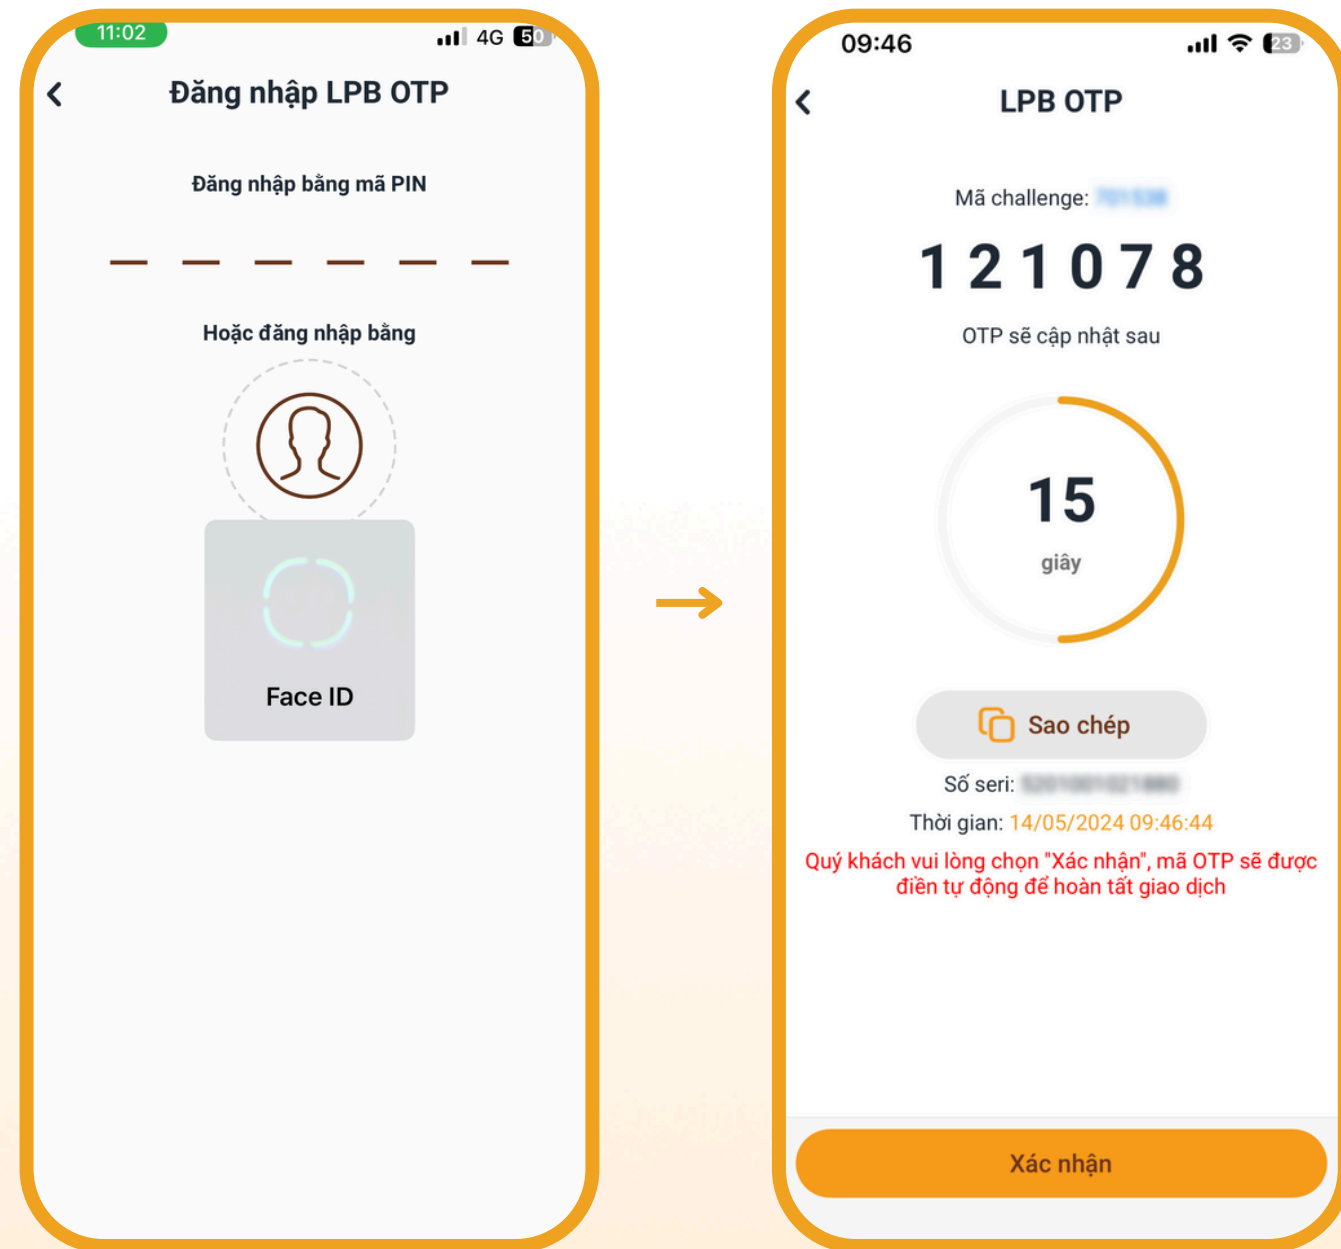 11:02
4G 50
Đăng nhập LPB OTP
Đăng nhập bằng mã PIN
Hoặc đăng nhập bằng
Face ID
09:46
23
LPB OTP
Mã challenge:
121078
OTP sẽ cập nhật sau
15
giây
Sao chép
Số seri:
Thời gian: 14/05/2024 09:46:44
Quý khách vui lòng chọn "Xác nhận", mã OTP sẽ được
điền tự động để hoàn tất giao dịch
Xác nhận